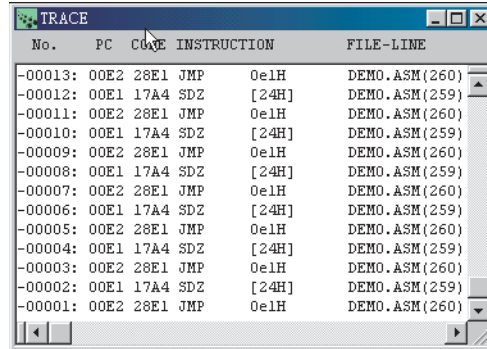 TRACE
No. PC CODE INSTRUCTION FILE-LINE
-00013: 00E2 28E1 JMP 0e1H DEMO.ASM(260)
-00012: 00E1 17A4 SDZ [24H] DEMO.ASM(259)
-00011: 00E2 28E1 JMP 0e1H DEMO.ASM(260)
-00010: 00E1 17A4 SDZ [24H] DEMO.ASM(259)
-00009: 00E2 28E1 JMP 0e1H DEMO.ASM(260)
-00008: 00E1 17A4 SDZ [24H] DEMO.ASM(259)
-00007: 00E2 28E1 JMP 0e1H DEMO.ASM(260)
-00006: 00E1 17A4 SDZ [24H] DEMO.ASM(259)
-00005: 00E2 28E1 JMP 0e1H DEMO.ASM(260)
-00004: 00E1 17A4 SDZ [24H] DEMO.ASM(259)
-00003: 00E2 28E1 JMP 0e1H DEMO.ASM(260)
-00002: 00E1 17A4 SDZ [24H] DEMO.ASM(259)
-00001: 00E2 28E1 JMP 0e1H DEMO.ASM(260)